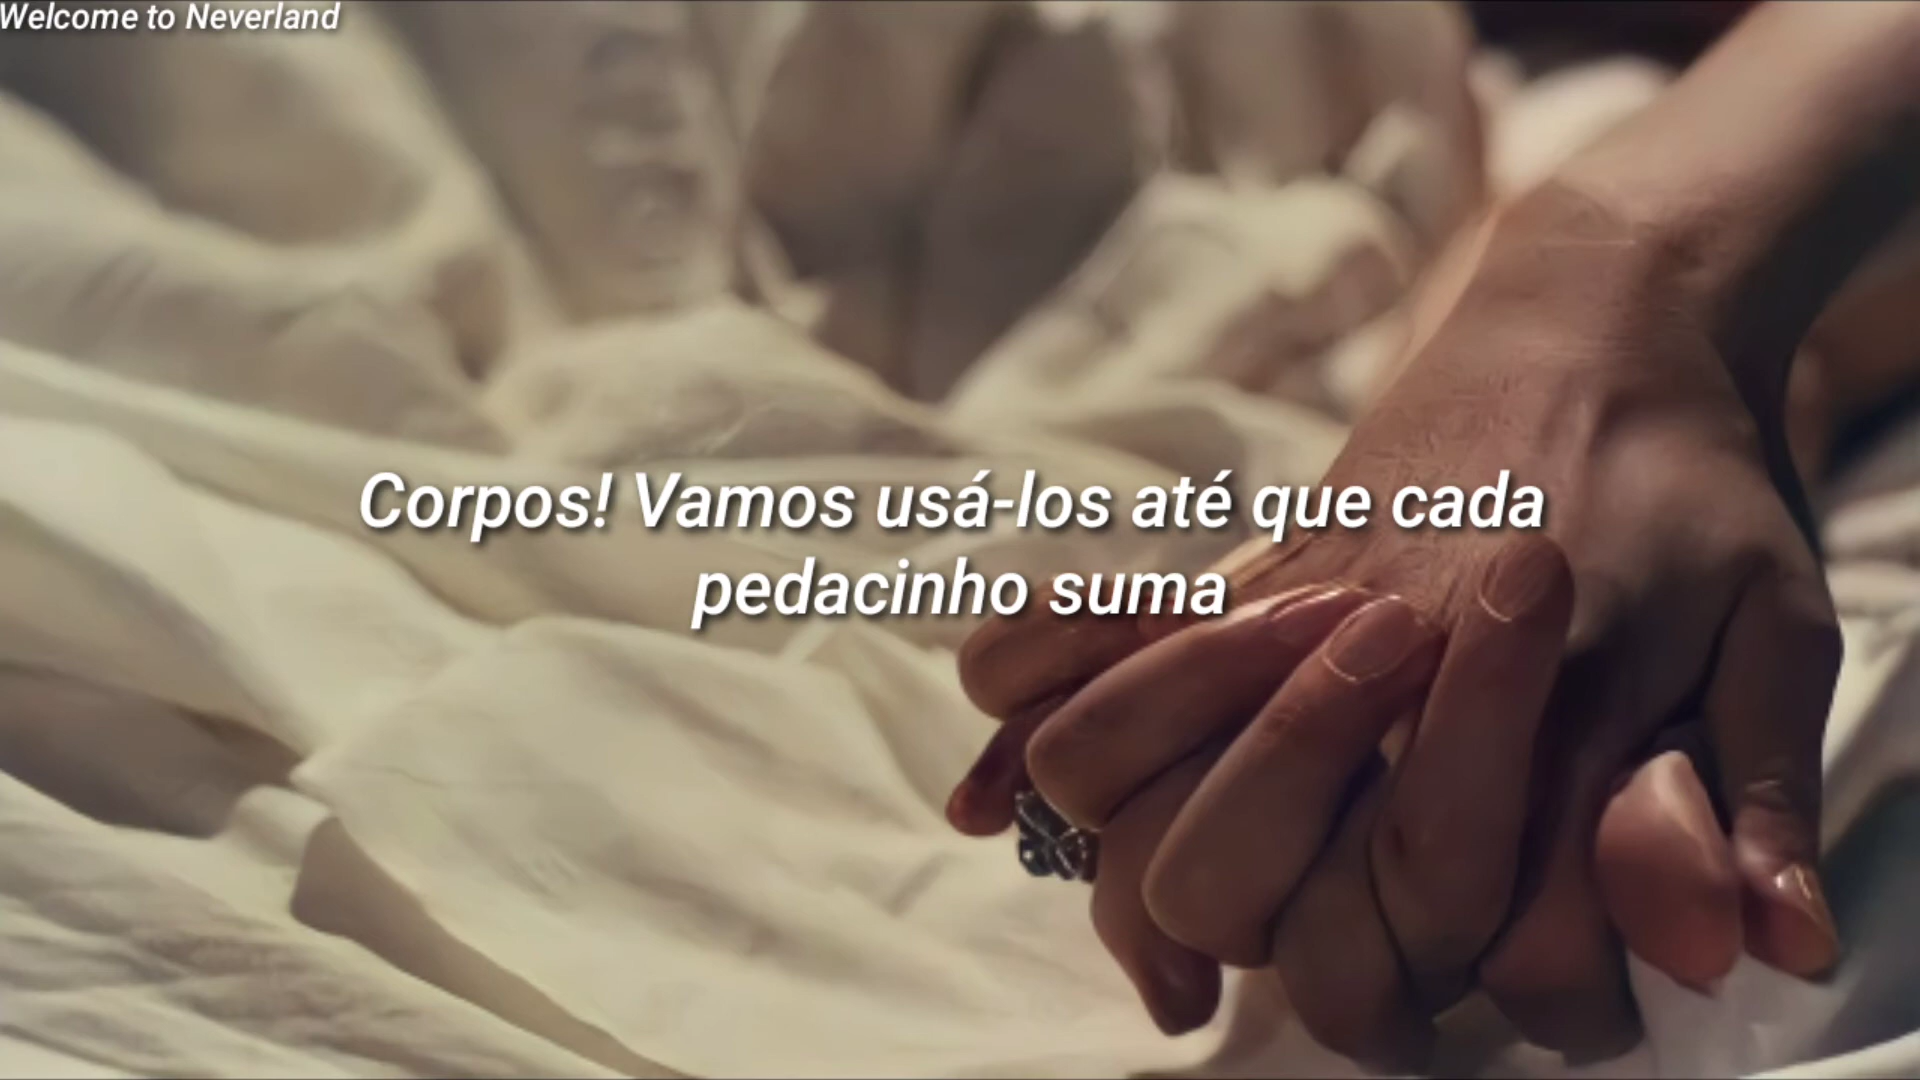 Welcome to Neverland
Corpos! Vamos usá-los até que cada
pedacinho suma